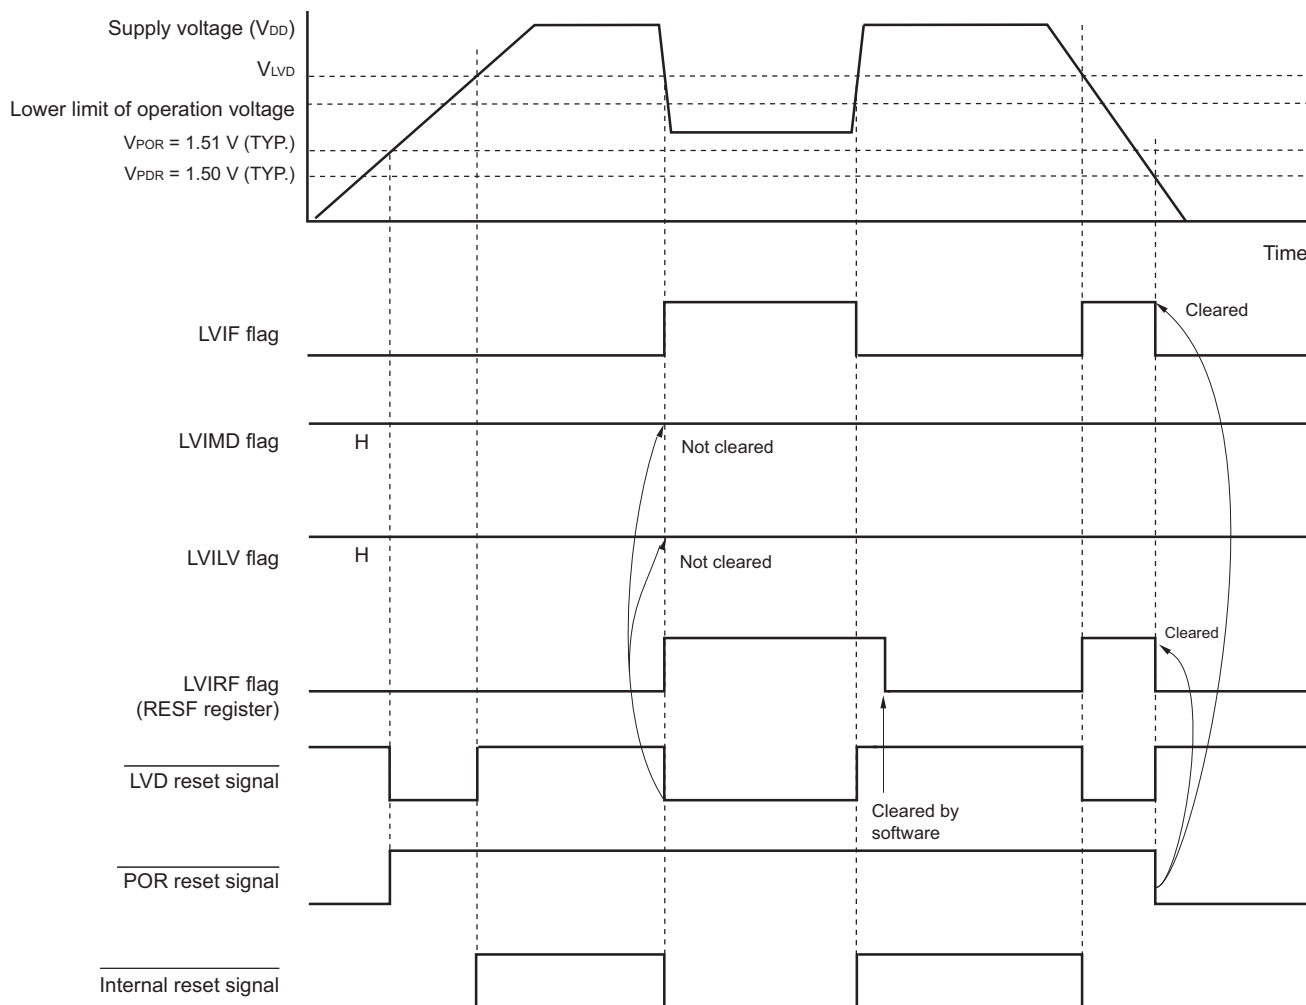 Supply voltage (VDD)
VLVD
Lower limit of operation voltage
VPOR = 1.51 V (TYP.)
VPDR = 1.50 V (TYP.)
Time
LVIF flag
Cleared
LVIMD flag
H
Not cleared
LVILV flag
H
Not cleared
LVIRF flag
(RESF register)
Cleared
LVD reset signal
Cleared by
software
POR reset signal
Internal reset signal